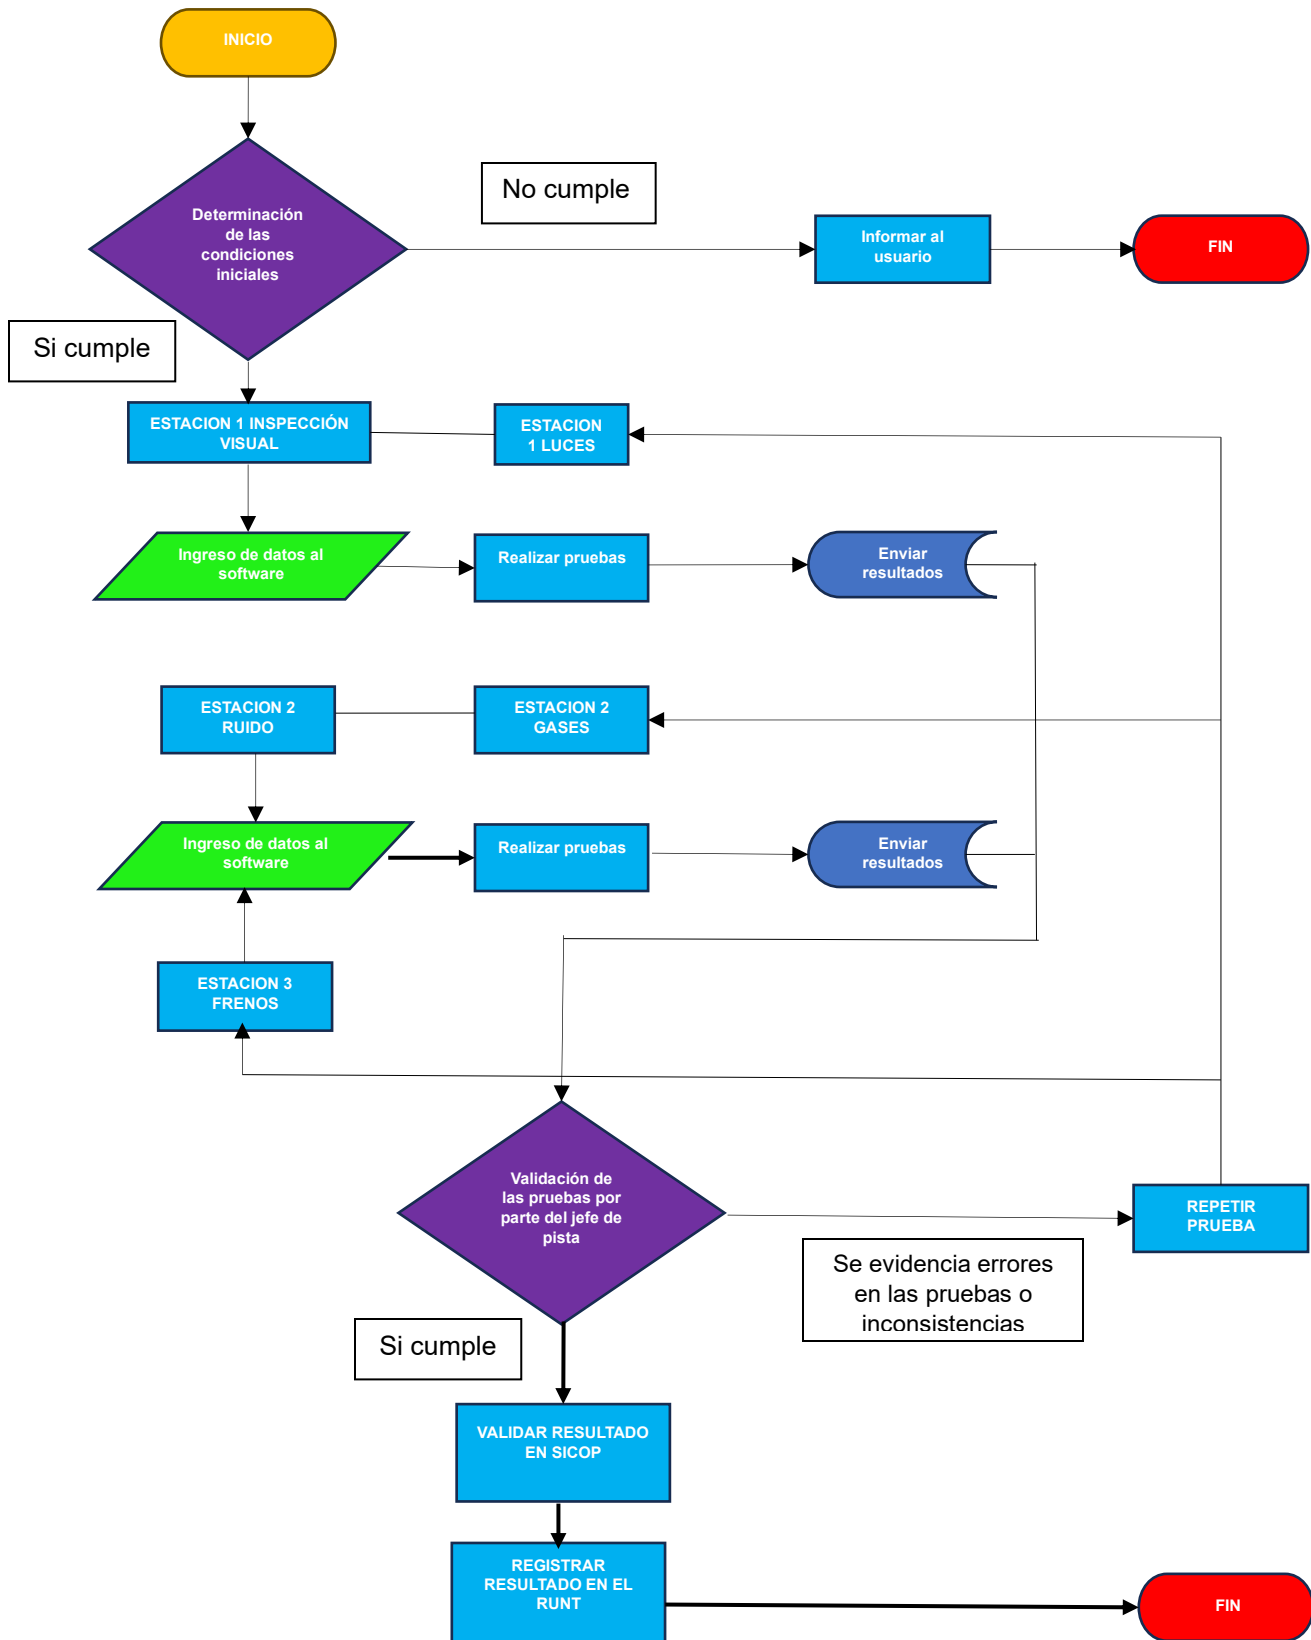 INICIO
No cumple
Determinación
de las
condiciones
iniciales
Informar al
usuario
FIN
Si cumple
ESTACION 1 INSPECCIÓN
VISUAL
ESTACION
1 LUCES
Ingreso de datos al
software
Realizar pruebas
Enviar
resultados
ESTACION 2
RUIDO
ESTACION 2
GASES
Ingreso de datos al
software
Realizar pruebas
Enviar
resultados
ESTACION 3
FRENOS
Validación de
las pruebas por
parte del jefe de
pista
REPETIR
PRUEBA
Se evidencia errores
en las pruebas o
inconsistencias
Si cumple
VALIDAR RESULTADO
EN SICOP
REGISTRAR
RESULTADO EN EL
RUNT
FIN